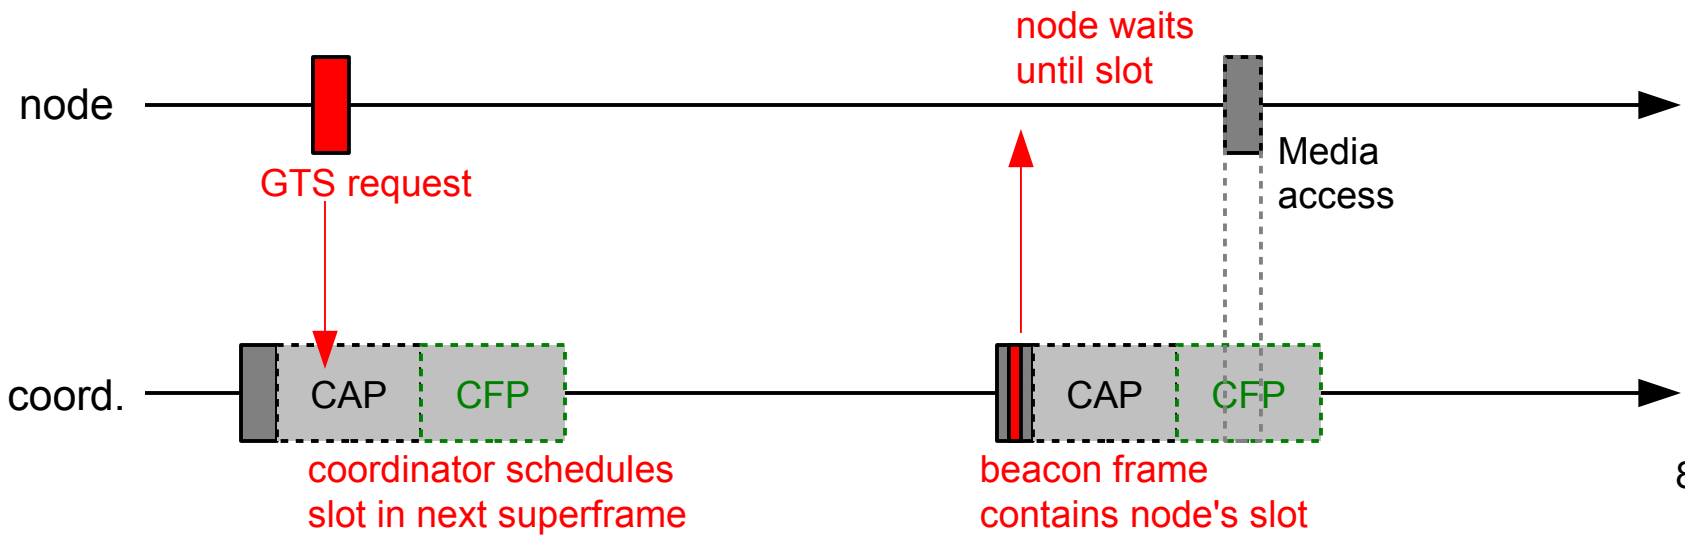 node waits
until slot
node
Media
access
GTS request
coord.
CAP
CFP
CAP
CFP
coordinator schedules
slot in next superframe
beacon frame
contains node's slot
8